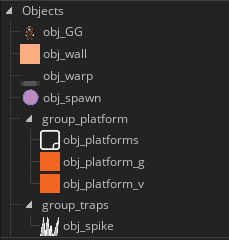 Objects
obj_GG
obj_wall
obj_warp
obj_spawn
group_platform
obj_platforms
obj_platform_g
obj_platform_v
group_traps
obj_spike